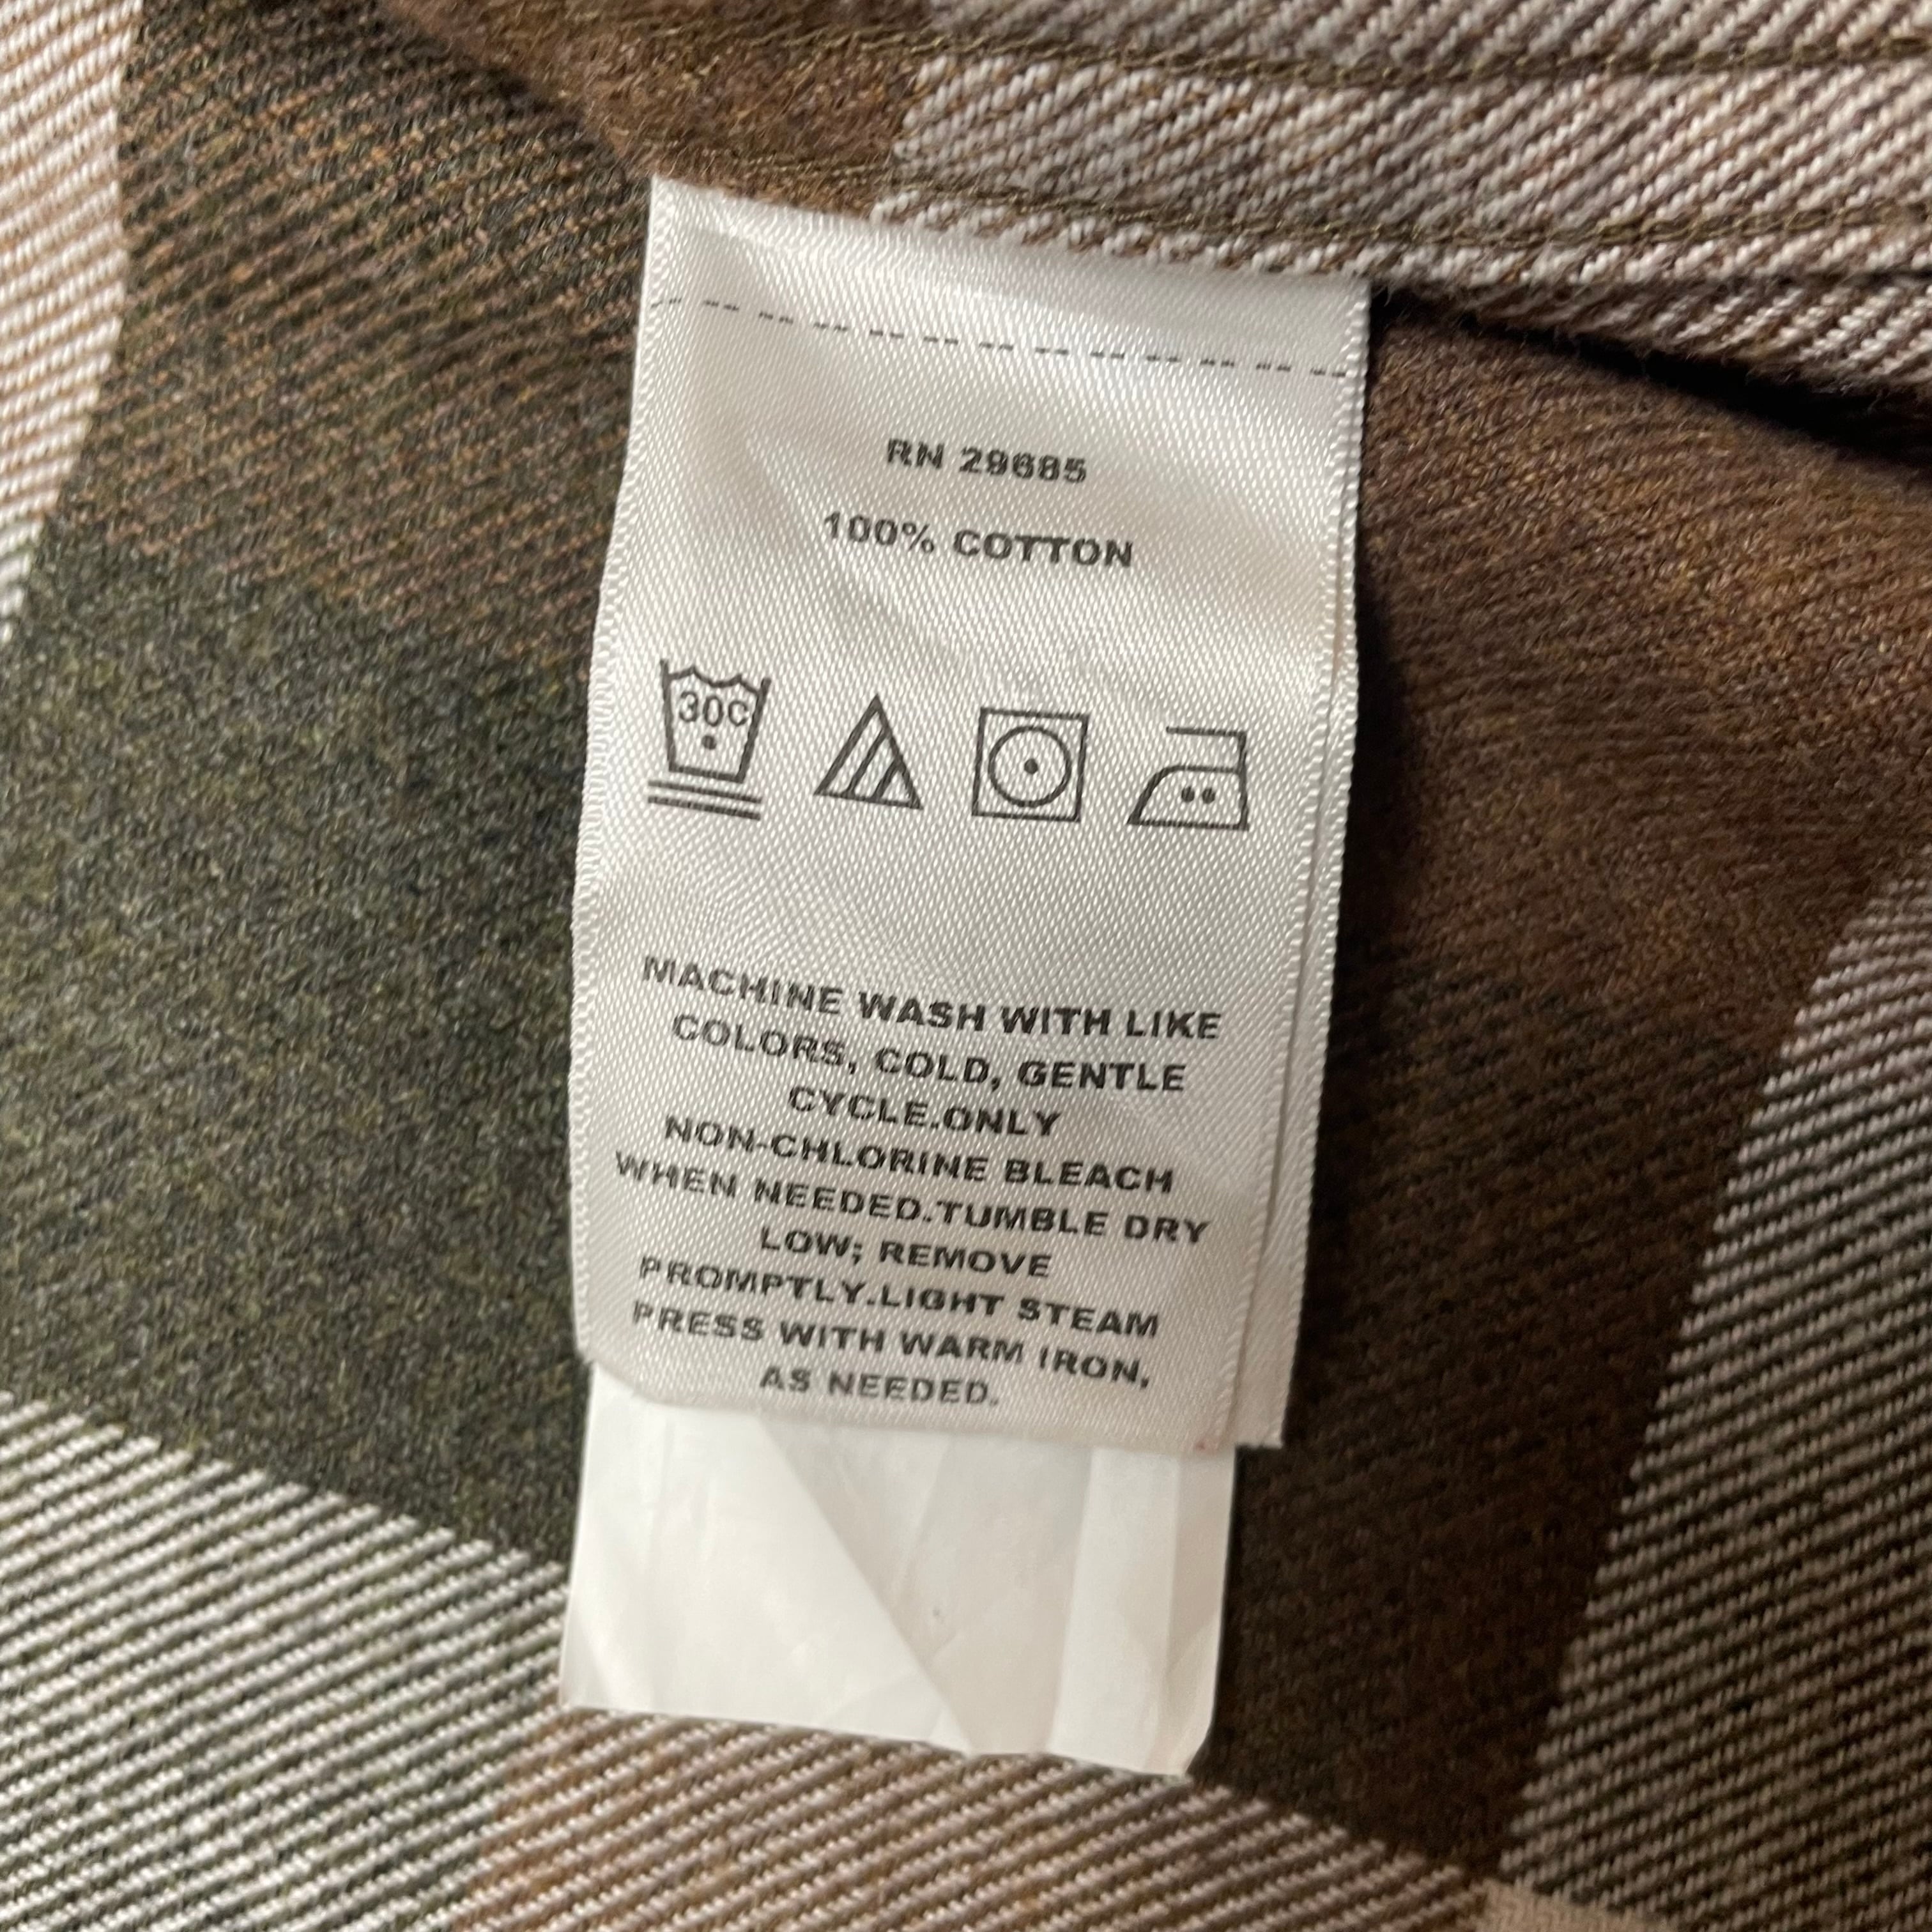 RN 29685
100% COTTON
30C
MACHINE WASH WITH LIKE
COLORS, COLD, GENTLE
CYCLE.ONLY
NON-CHLORINE BLEACH
WHEN NEEDED.TUMBLE DRY
LOW; REMOVE
PROMPTLY.LIGHT STEAM
PRESS WITH WARM IRON,
AS NEEDED.